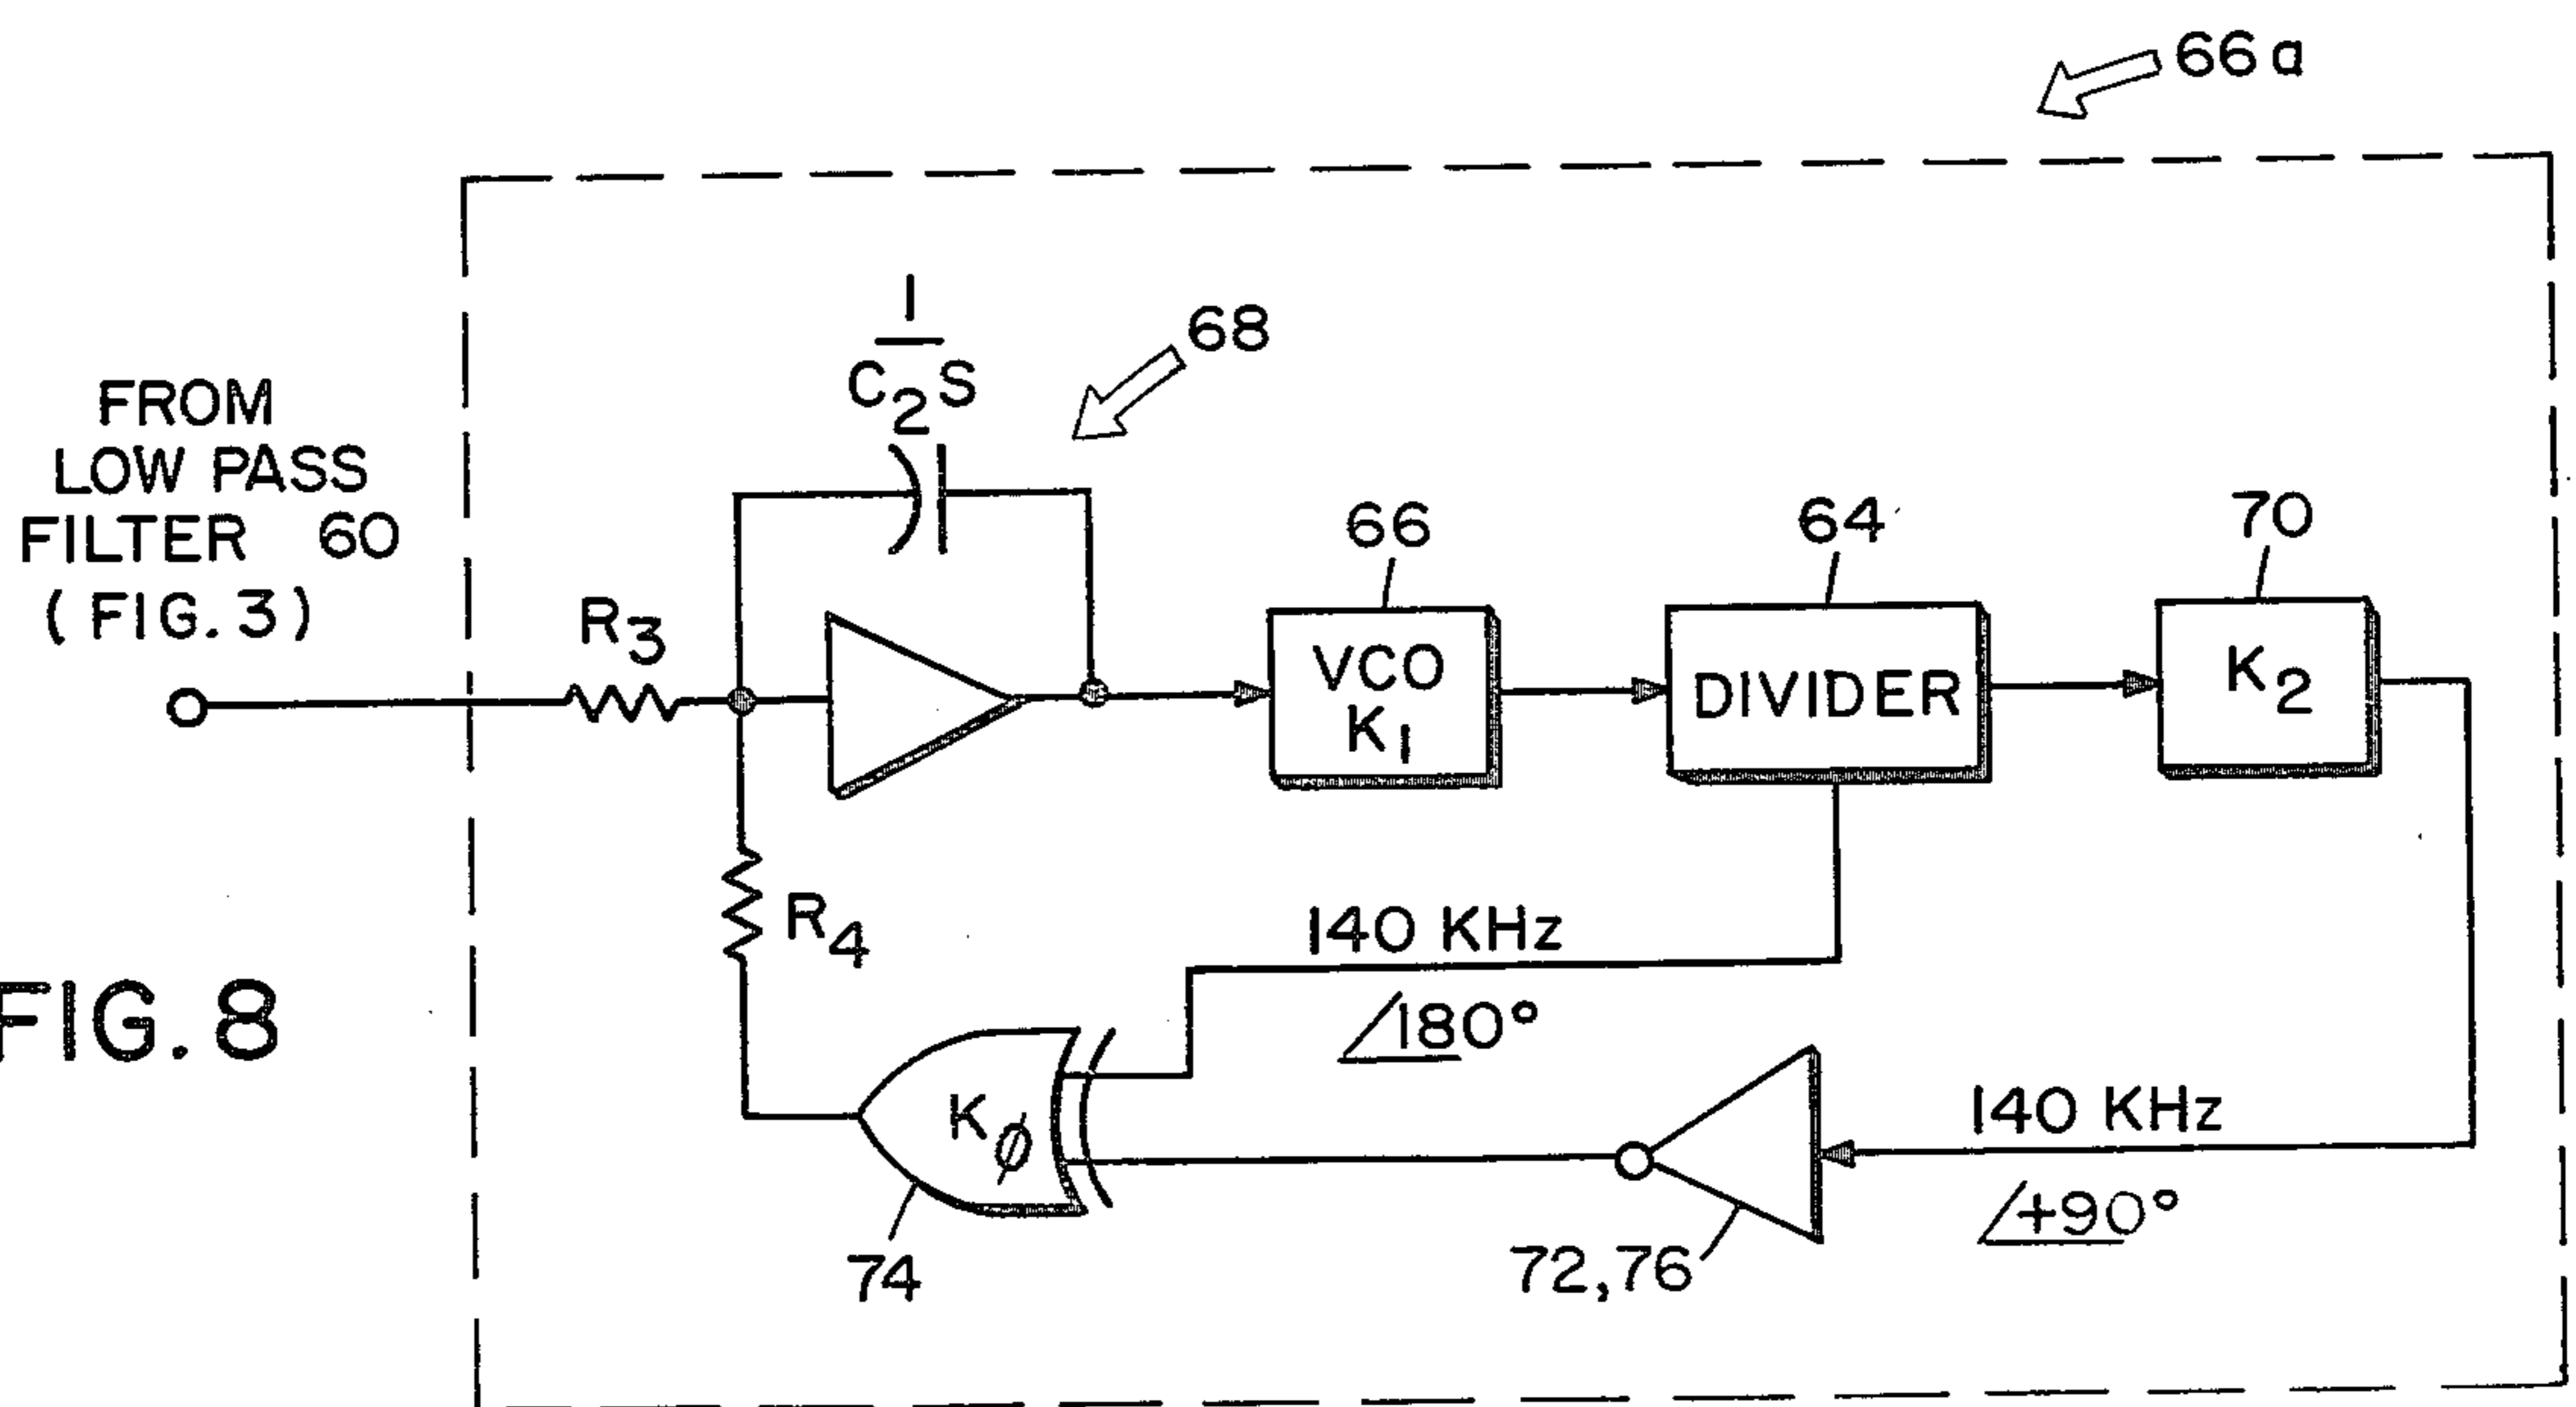 66a
1
C2S
68
FROM
LOW PASS
FILTER 60
(FIG. 3)
R3
66
VCO
K1
64
DIVIDER
70
K2
R4
140 KHz
∠180°
FIG. 8
Kφ
74
72,76
140 KHz
∠+90°